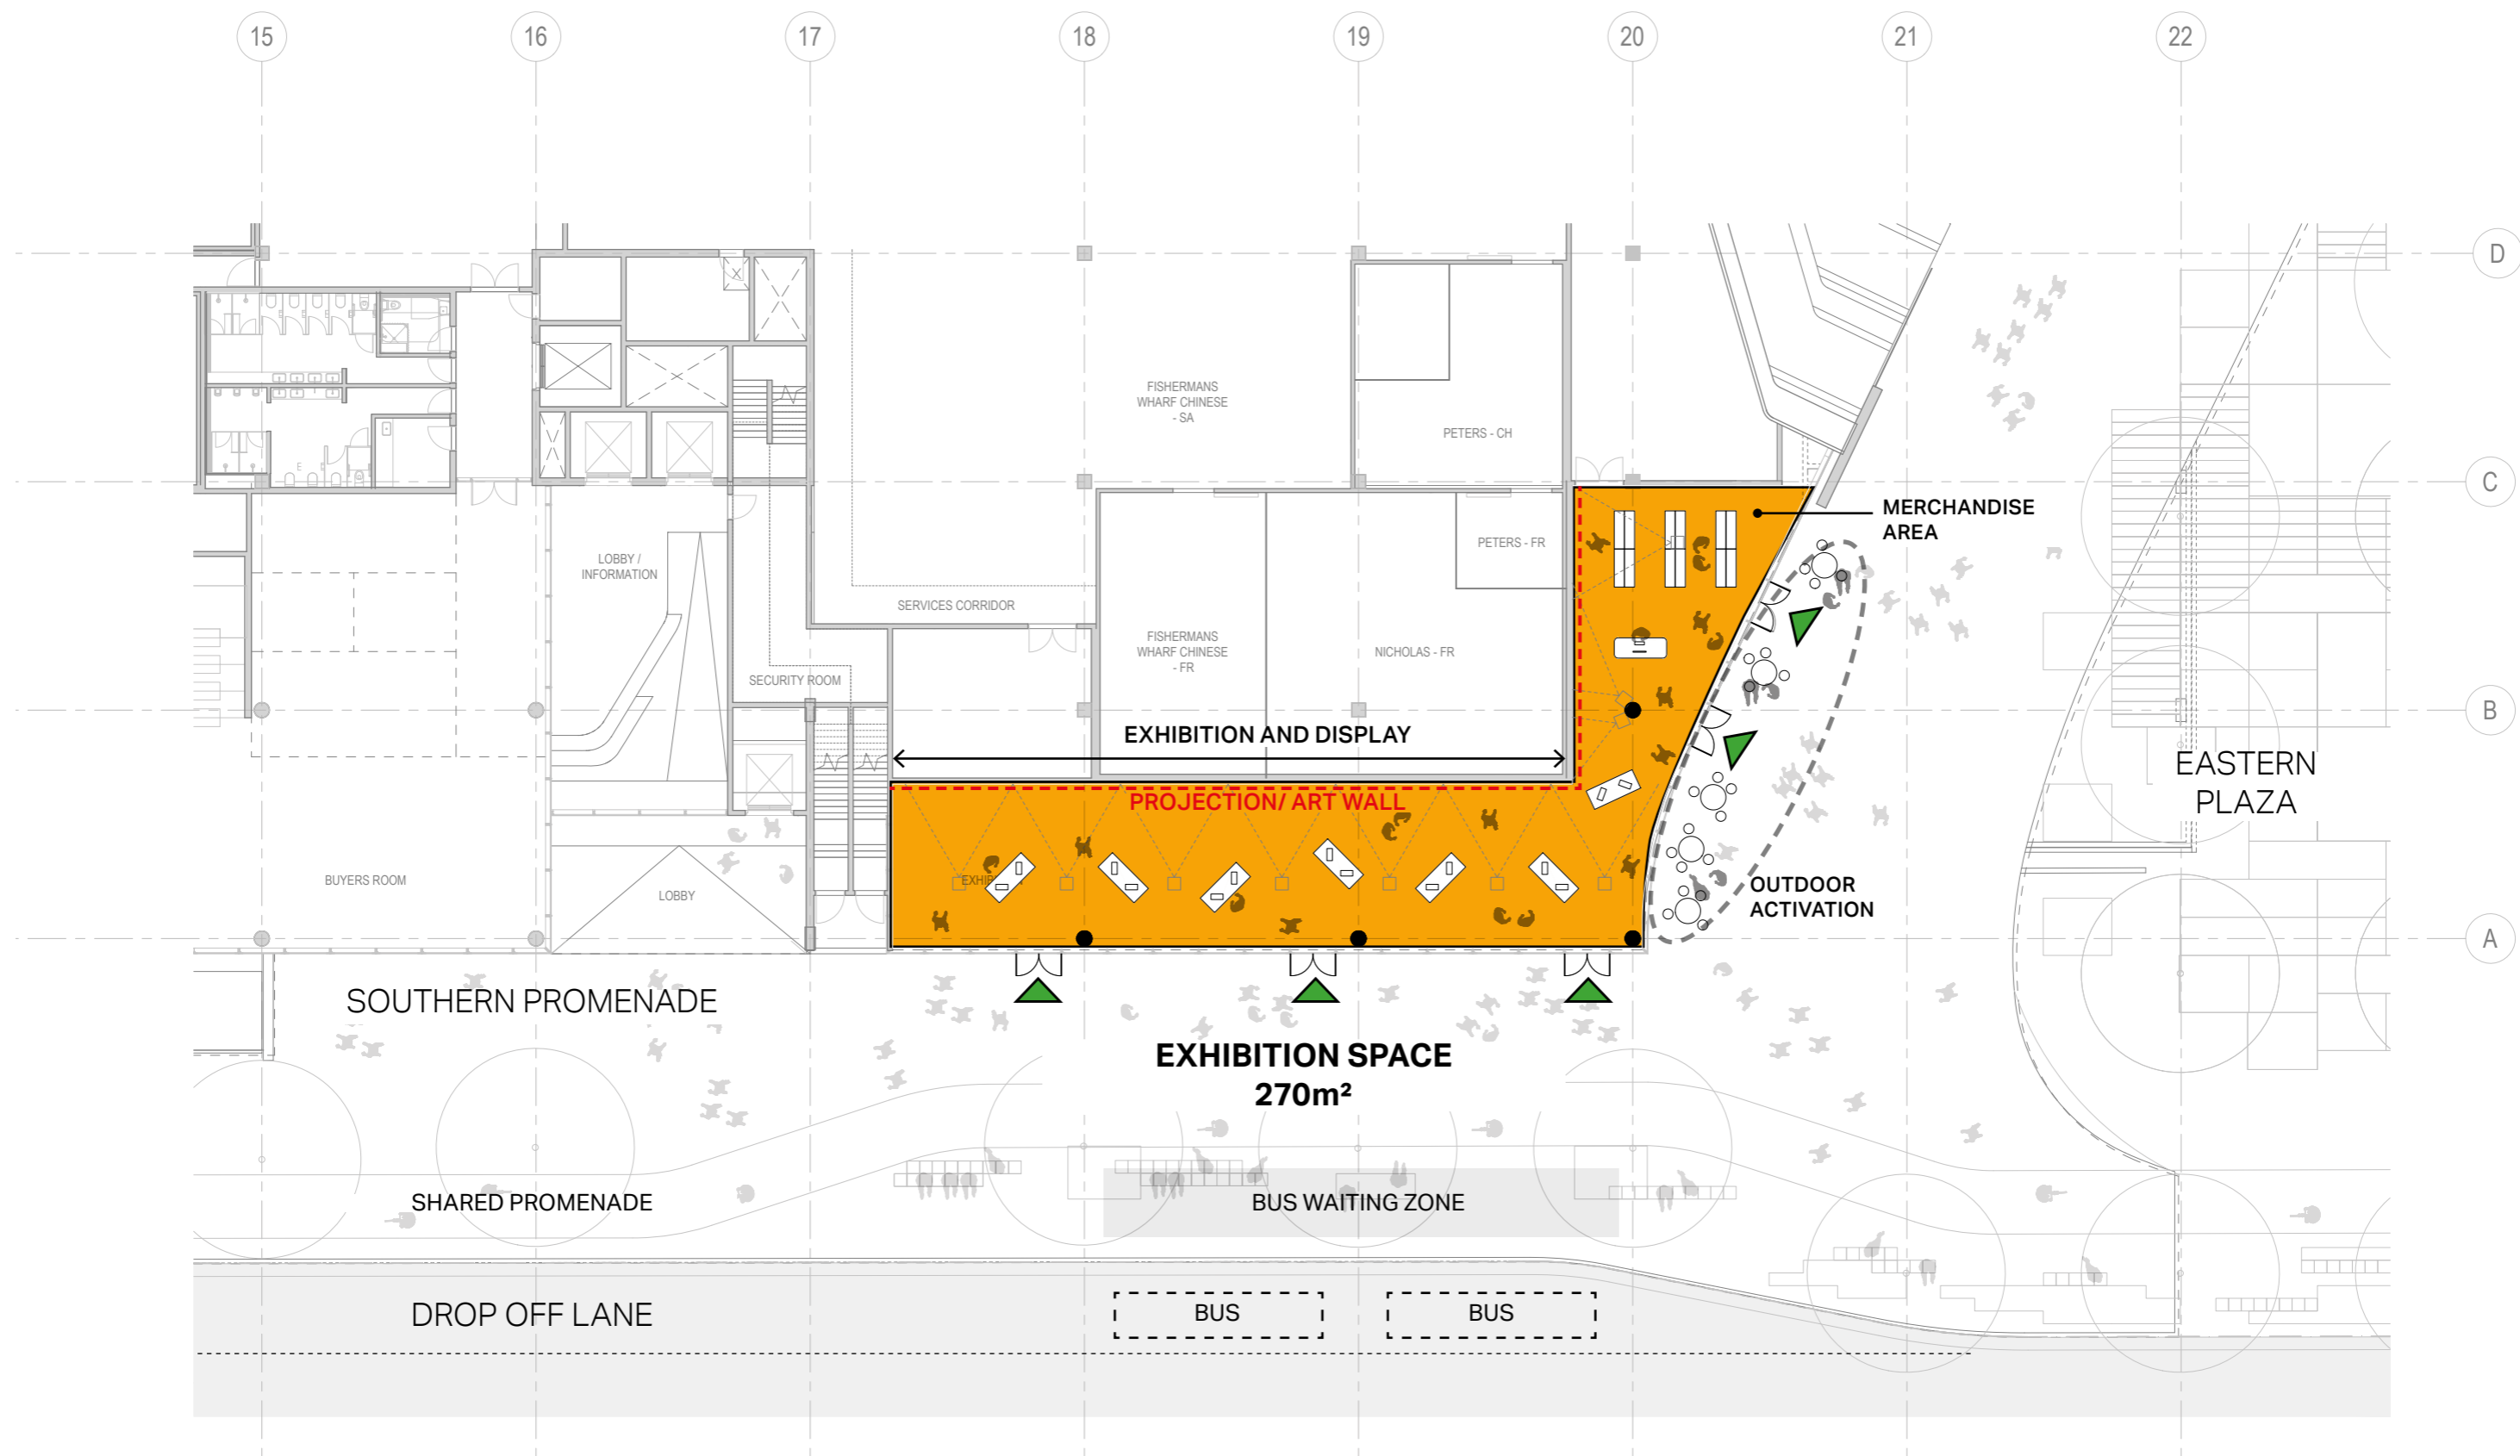 15
16
17
18
19
20
21
22
D
C
B
A
FISHERMANS
WHARF CHINESE
- SA
PETERS - CH
MERCHANDISE
AREA
PETERS - FR
LOBBY /
INFORMATION
SERVICES CORRIDOR
FISHERMANS
WHARF CHINESE
- FR
NICHOLAS - FR
SECURITY ROOM
EXHIBITION AND DISPLAY
EASTERN
PLAZA
PROJECTION/ ART WALL
BUYERS ROOM
LOBBY
OUTDOOR
ACTIVATION
SOUTHERN PROMENADE
EXHIBITION SPACE
270m²
SHARED PROMENADE
BUS WAITING ZONE
DROP OFF LANE
BUS
BUS